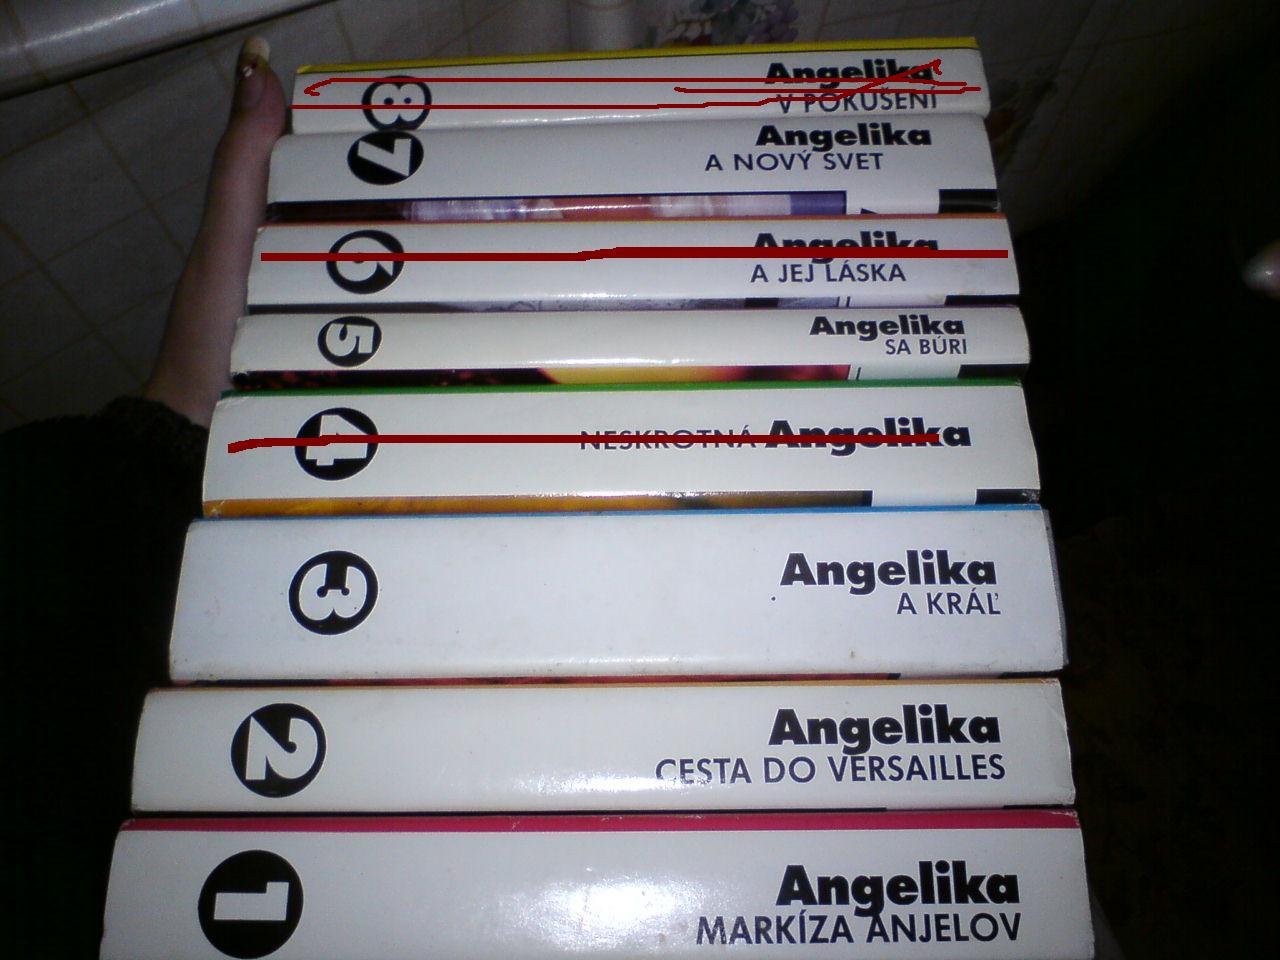 8
Angelika
V POKUŠENÍ
7
Angelika
A NOVÝ SVET
6
Angelika
A JEJ LÁSKA
5
Angelika
SA BÚRI
4
NESKROTNÁ Angelika
3
Angelika
A KRÁĽ
2
Angelika
CESTA DO VERSAILLES
1
Angelika
MARKÍZA ANJELOV